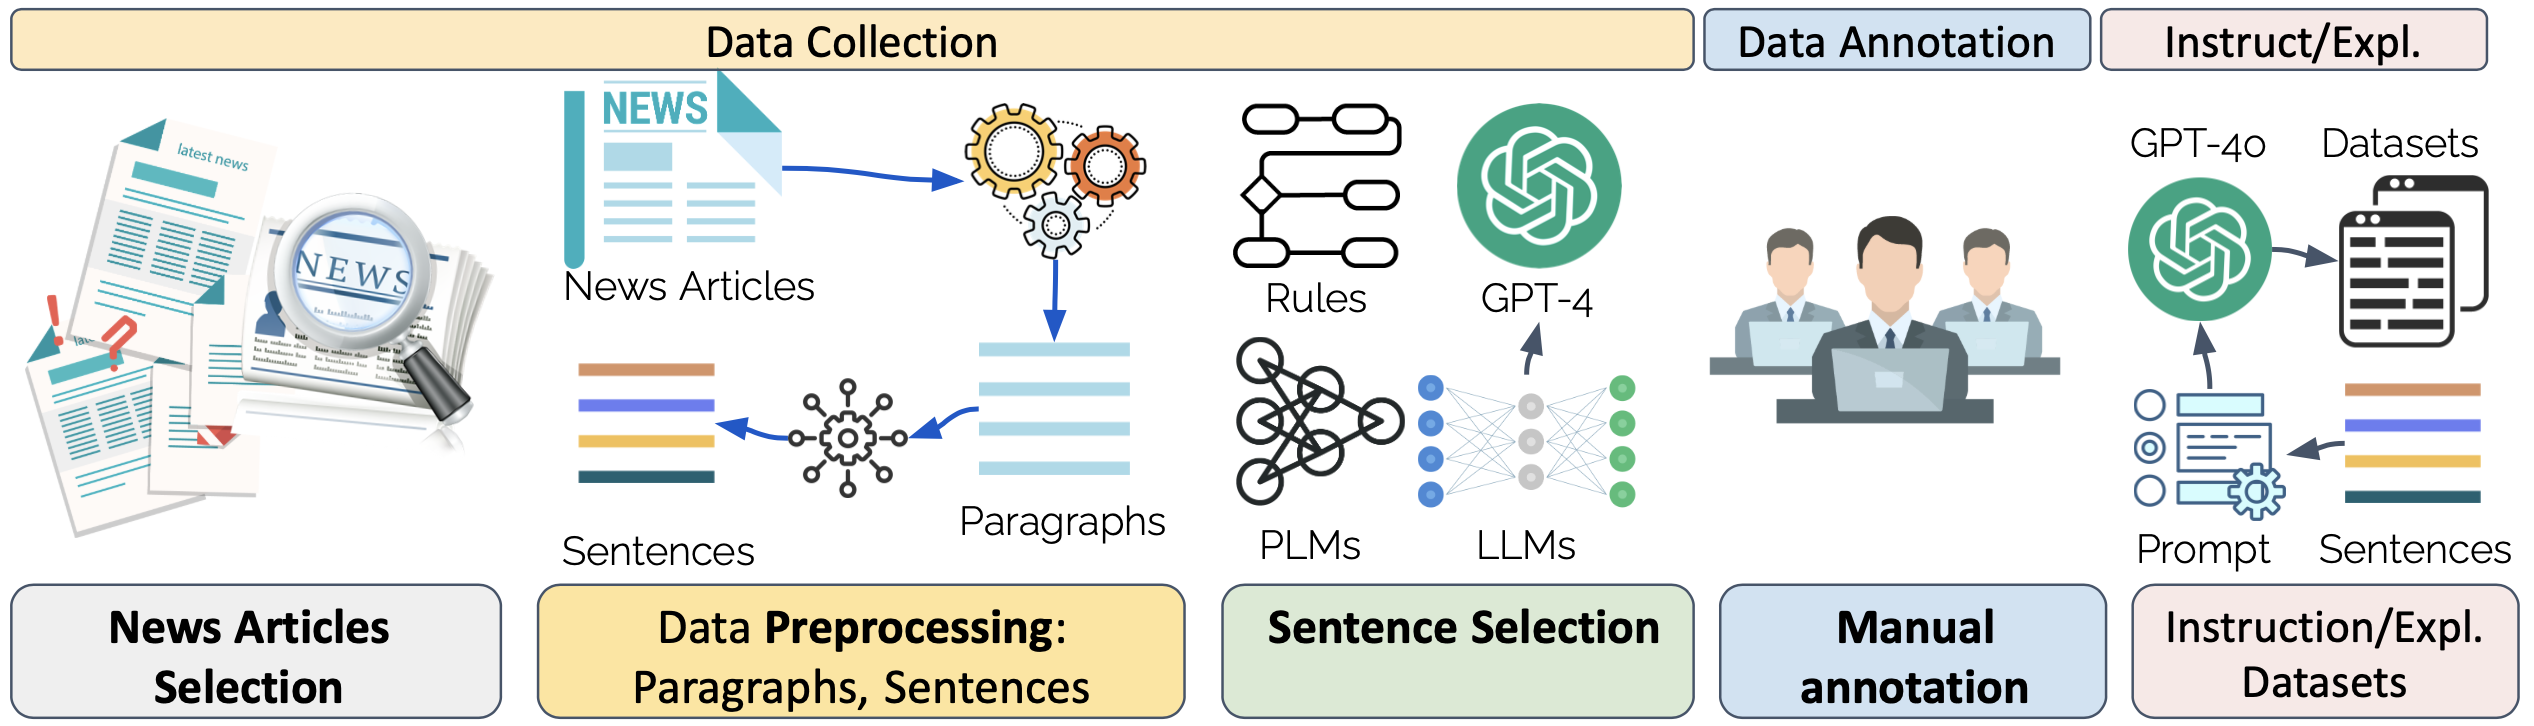 Data Collection
Data Annotation
Instruct/Expl.
latest news
NEWS
NEWS
News Articles
Sentences
Paragraphs
Rules
GPT-4
PLMs
LLMs
GPT-4o
Datasets
Prompt
Sentences
News Articles
Selection
Data Preprocessing:
Paragraphs, Sentences
Sentence Selection
Manual
annotation
Instruction/Expl.
Datasets